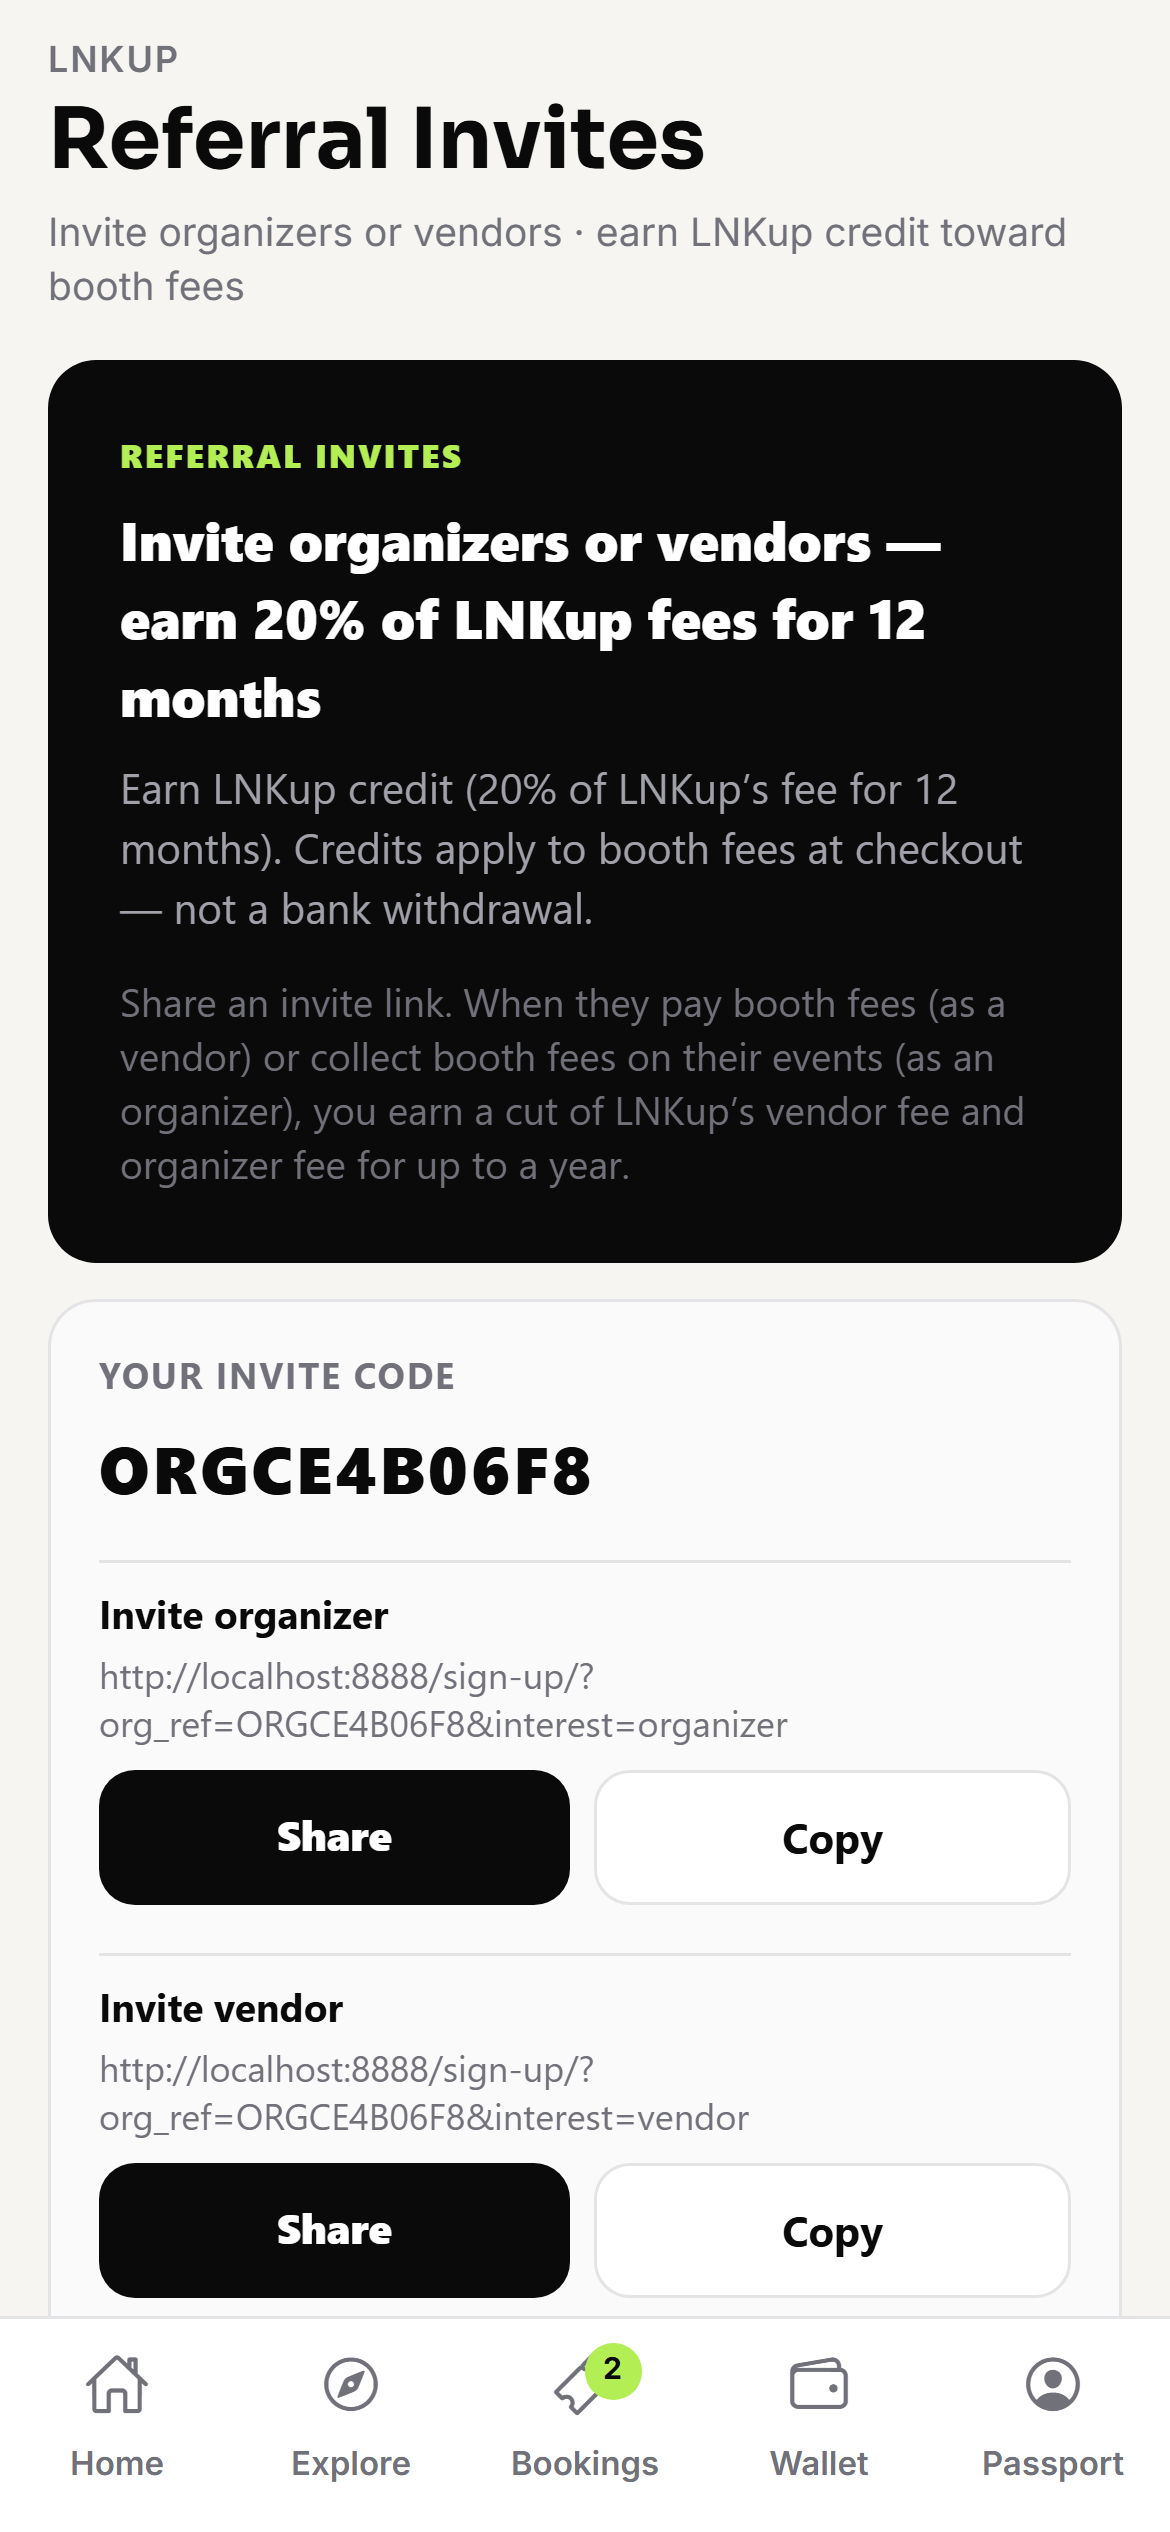 LNKUP
Referral Invites
Invite organizers or vendors · earn LNKup credit toward
booth fees
REFERRAL INVITES
Invite organizers or vendors —
earn 20% of LNKup fees for 12
months
Earn LNKup credit (20% of LNKup’s fee for 12
months). Credits apply to booth fees at checkout
— not a bank withdrawal.
Share an invite link. When they pay booth fees (as a
vendor) or collect booth fees on their events (as an
organizer), you earn a cut of LNKup’s vendor fee and
organizer fee for up to a year.
YOUR INVITE CODE
ORGCE4B06F8
Invite organizer
http://localhost:8888/sign-up/?
org_ref=ORGCE4B06F8&interest=organizer
Share
Copy
Invite vendor
http://localhost:8888/sign-up/?
org_ref=ORGCE4B06F8&interest=vendor
Share
Copy
2
Home
Explore
Bookings
Wallet
Passport